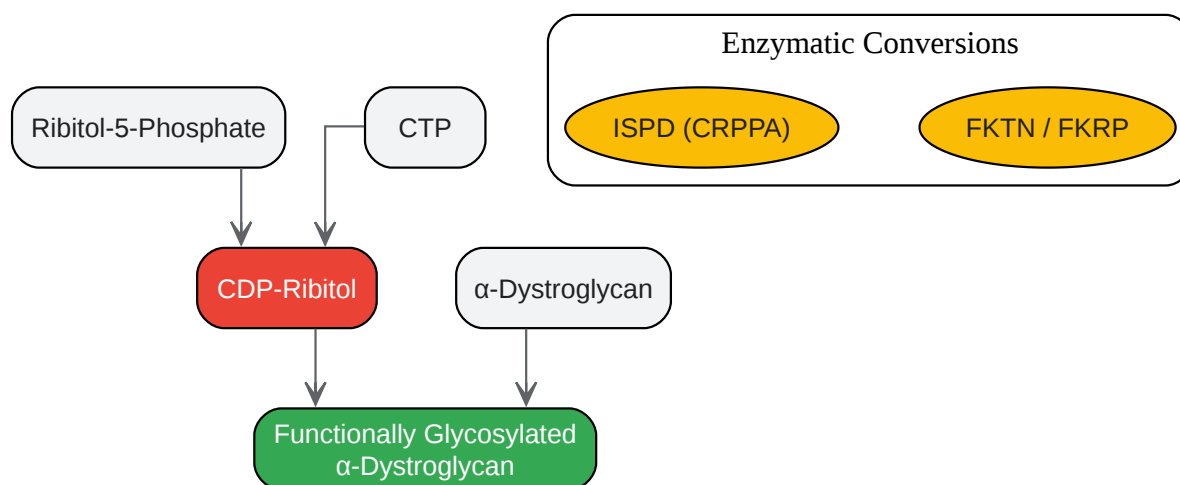 Enzymatic Conversions
Ribitol-5-Phosphate
CTP
ISPD (CRPPA)
FKTN / FKRP
CDP-Ribitol
α-Dystroglycan
Functionally Glycosylated
α-Dystroglycan